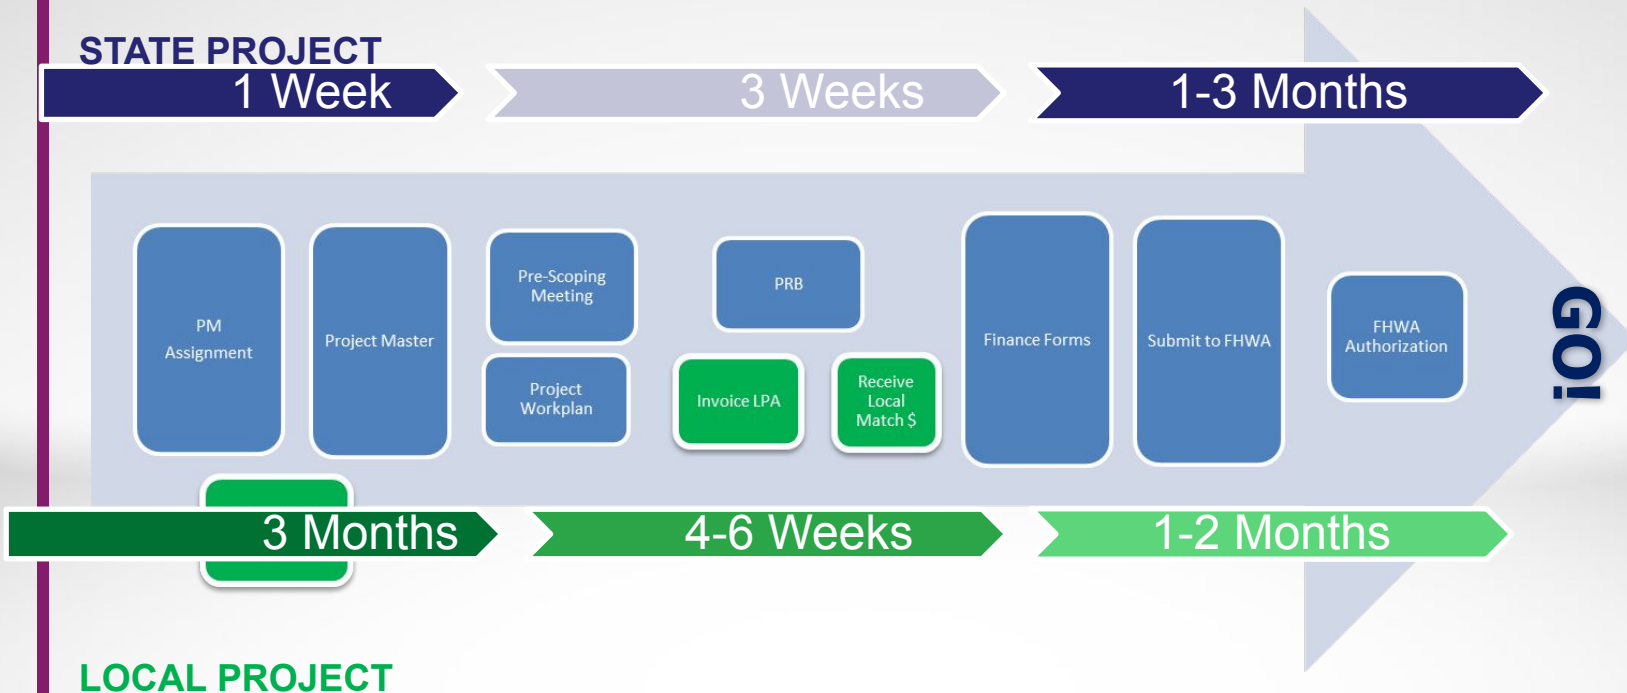 STATE PROJECT
1 Week
3 Weeks
1-3 Months
PM
Assignment
Project Master
Pre-Scoping
Meeting
Project
Workplan
PRB
Invoice LPA
Receive
Local
Match $
Finance Forms
Submit to FHWA
FHWA
Authorization
GO!
3 Months
4-6 Weeks
1-2 Months
LOCAL PROJECT